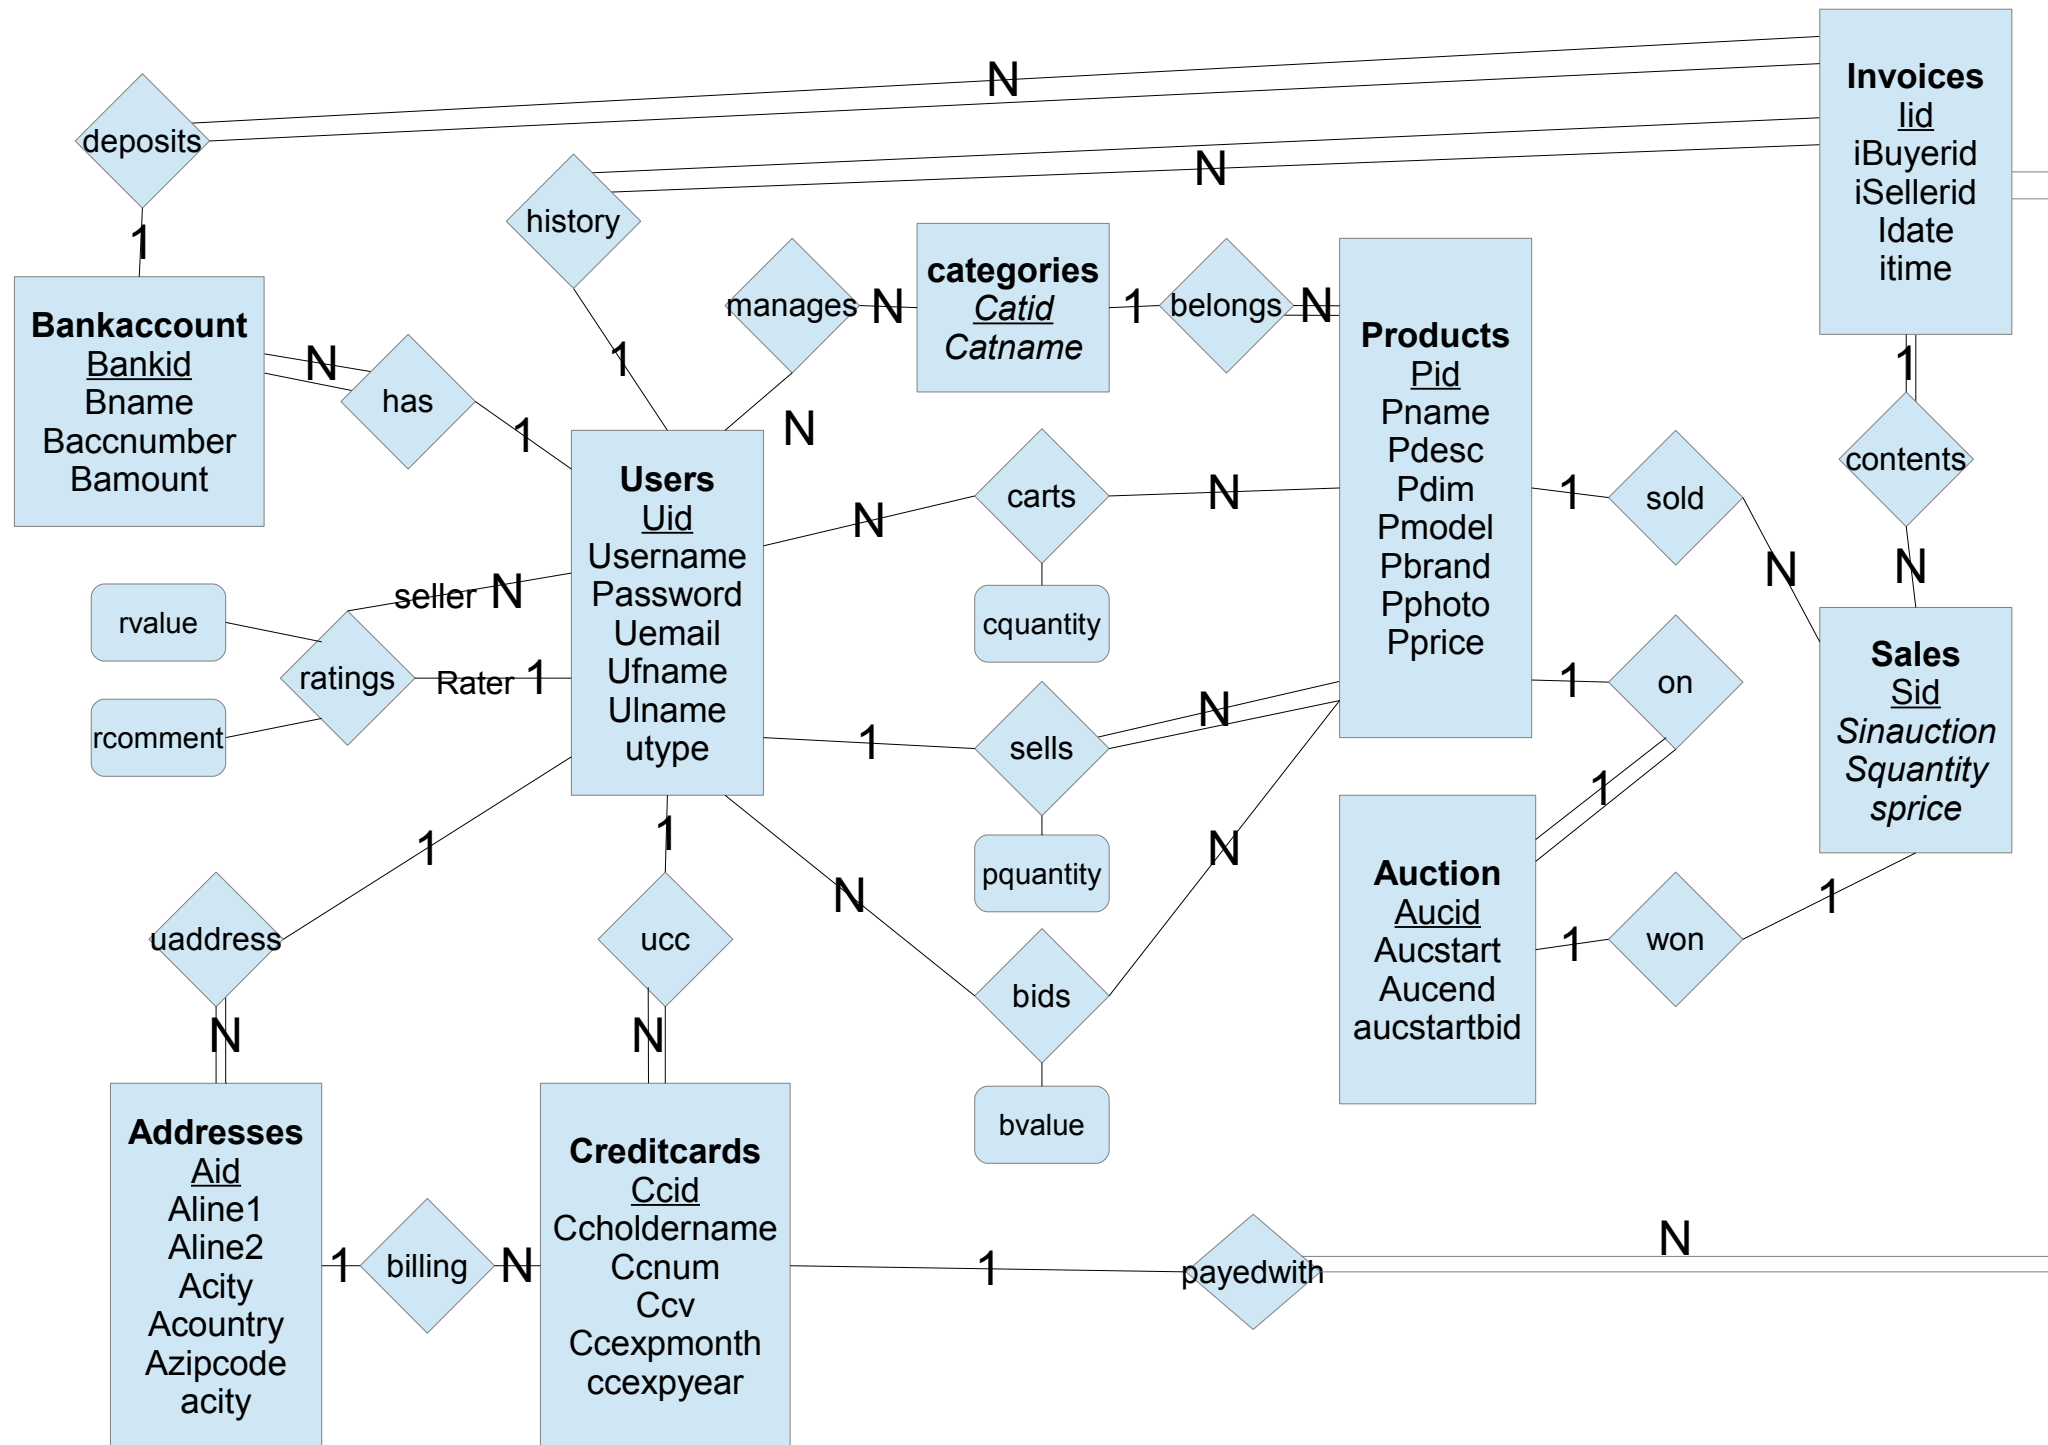 N
deposits
1
Invoices
Iid
iBuyerid
iSellerid
Idate
itime
N
history
1
manages
N
categories
Catid
Catname
1
belongs
N
Products
Pid
Pname
Pdesc
Pdim
Pmodel
Pbrand
Pphoto
Pprice
Bankaccount
Bankid
Bname
Baccnumber
Bamount
N
has
1
N
Users
Uid
Username
Password
Uemail
Ufname
Ulname
utype
N
carts
N
cquantity
1
sold
N
1
contents
N
Sales
Sid
Sinauction
Squantity
sprice
rvalue
seller N
ratings
Rater 1
rcomment
1
sells
N
pquantity
1
on
1
Auction
Aucid
Aucstart
Aucend
aucstartbid
1
won
1
1
uaddress
N
1
ucc
N
N
bids
N
bvalue
Addresses
Aid
Aline1
Aline2
Acity
Acountry
Azipcode
acity
1
billing
N
Creditcards
Ccid
Ccholdername
Ccnum
Ccv
Ccexpmonth
ccexpyear
1
payedwith
N